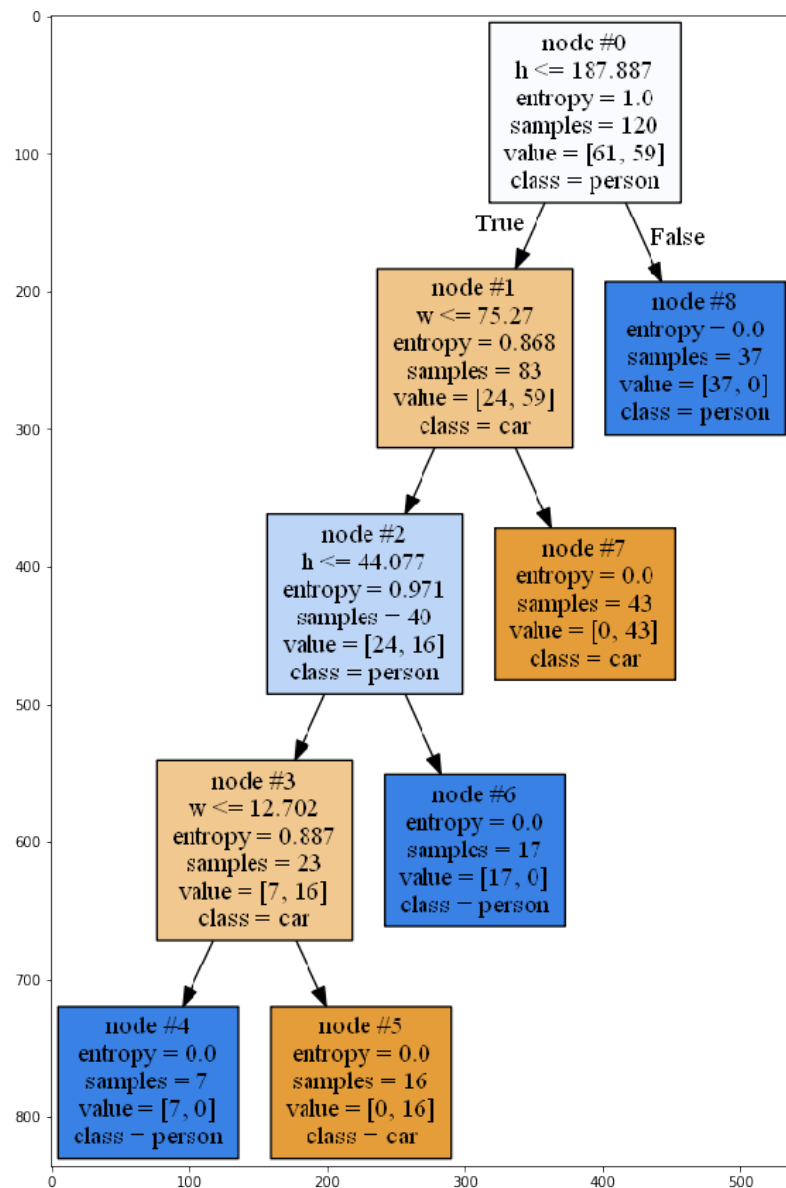 0
100
200
300
400
500
600
700
800
0
100
200
300
400
500
node #0
h <= 187.887
entropy = 1.0
samples = 120
value = [61, 59]
class = person
True
False
node #1
w <= 75.27
entropy = 0.868
samples = 83
value = [24, 59]
class = car
node #8
entropy = 0.0
samples = 37
value = [37, 0]
class = person
node #2
h <= 44.077
entropy = 0.971
samples = 40
value = [24, 16]
class = person
node #7
entropy = 0.0
samples = 43
value = [0, 43]
class = car
node #3
w <= 12.702
entropy = 0.887
samples = 23
value = [7, 16]
class = car
node #6
entropy = 0.0
samples = 17
value = [17, 0]
class = person
node #4
entropy = 0.0
samples = 7
value = [7, 0]
class = person
node #5
entropy = 0.0
samples = 16
value = [0, 16]
class = car